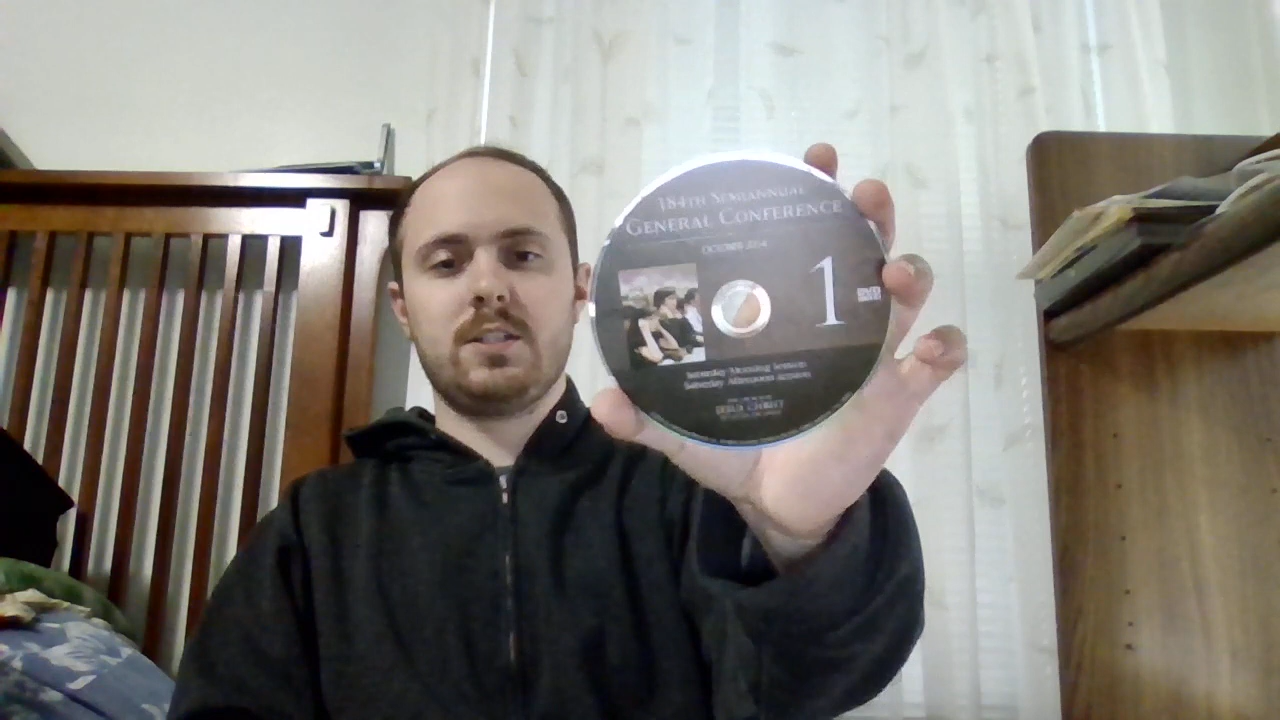 184TH SEMIANNUAL
GENERAL CONFERENCE
OCTOBER 2014
1
Saturday Morning Session
Saturday Afternoon Session
JESUS CHRIST